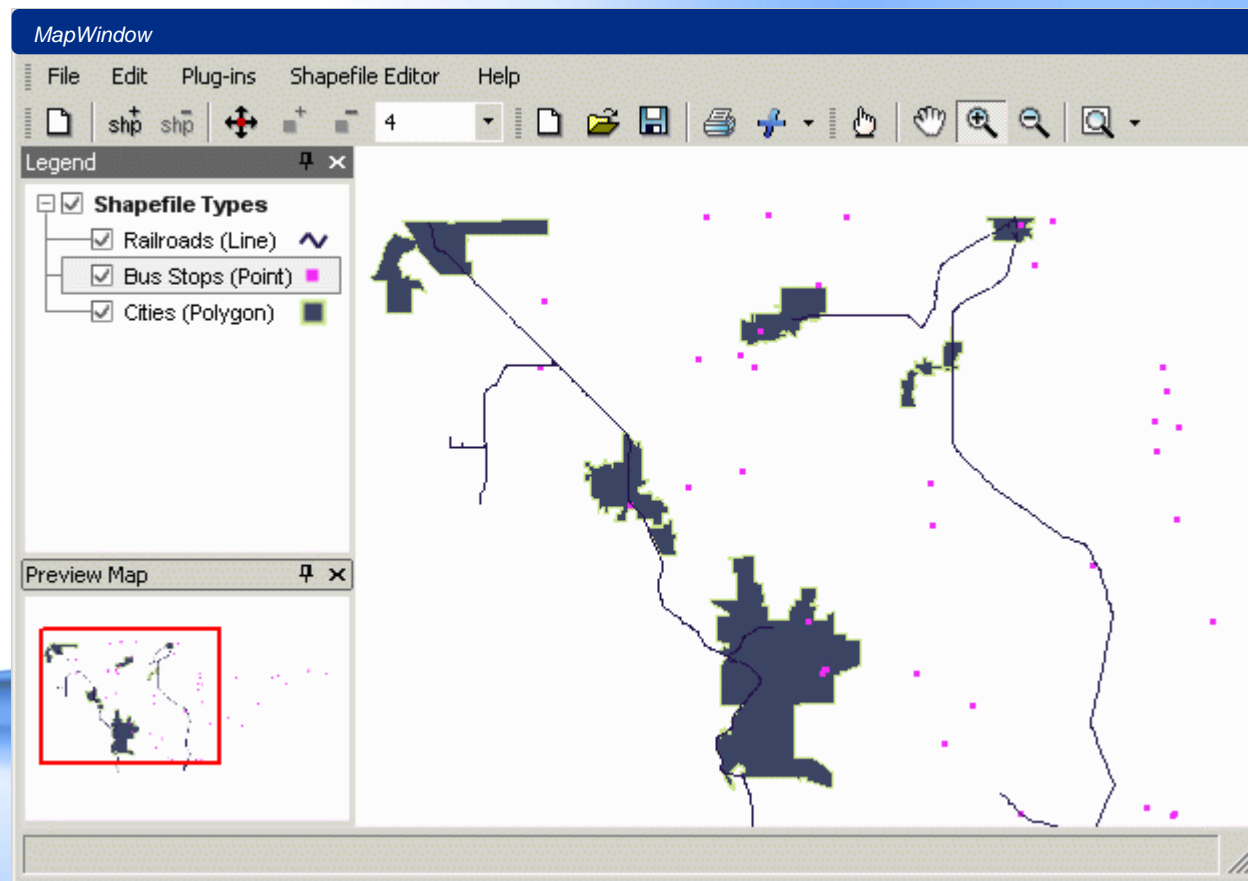 MapWindow
File Edit Plug-ins Shapefile Editor Help
shp shp 4
Legend
Shapefile Types
Railroads (Line)
Bus Stops (Point)
Cities (Polygon)
Preview Map